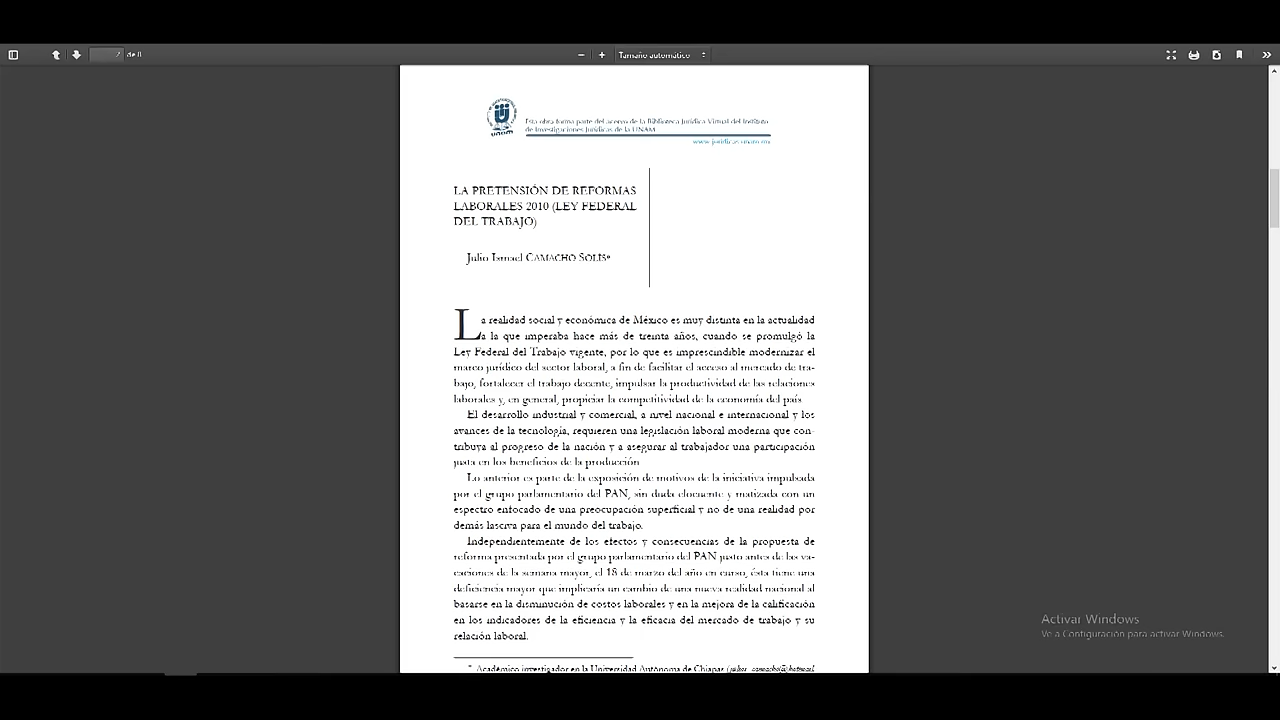 2 de 8
Tamaño automático
unam
Esta obra forma parte del acervo de la Biblioteca Jurídica Virtual del Instituto
de Investigaciones Jurídicas de la UNAM
www.juridicas.unam.mx
LA PRETENSIÓN DE REFORMAS
LABORALES 2010 (LEY FEDERAL
DEL TRABAJO)
Julio Ismael CAMACHO SOLÍS*
La realidad social y económica de México es muy distinta en la actualidad
a la que imperaba hace más de treinta años, cuando se promulgó la
Ley Federal del Trabajo vigente, por lo que es imprescindible modernizar el
marco jurídico del sector laboral, a fin de facilitar el acceso al mercado de tra-
bajo, fortalecer el trabajo decente, impulsar la productividad de las relaciones
laborales y, en general, propiciar la competitividad de la economía del país.
El desarrollo industrial y comercial, a nivel nacional e internacional y los
avances de la tecnología, requieren una legislación laboral moderna que con-
tribuya al progreso de la nación y a asegurar al trabajador una participación
justa en los beneficios de la producción.
Lo anterior es parte de la exposición de motivos de la iniciativa impulsada
por el grupo parlamentario del PAN, sin duda elocuente y matizada con un
espectro enfocado de una preocupación superficial y no de una realidad por
demás lasciva para el mundo del trabajo.
Independientemente de los efectos y consecuencias de la propuesta de
reforma presentada por el grupo parlamentario del PAN justo antes de las va-
caciones de la semana mayor, el 18 de marzo del año en curso, ésta tiene una
deficiencia mayor que implicaría un cambio de una nueva realidad nacional al
basarse en la disminución de costos laborales y en la mejora de la calificación
en los indicadores de la eficiencia y la eficacia del mercado de trabajo y su
relación laboral.
* Académico investigador en la Universidad Autónoma de Chiapas (julio_camacho@hotmail
Activar Windows
Ve a Configuración para activar Windows.